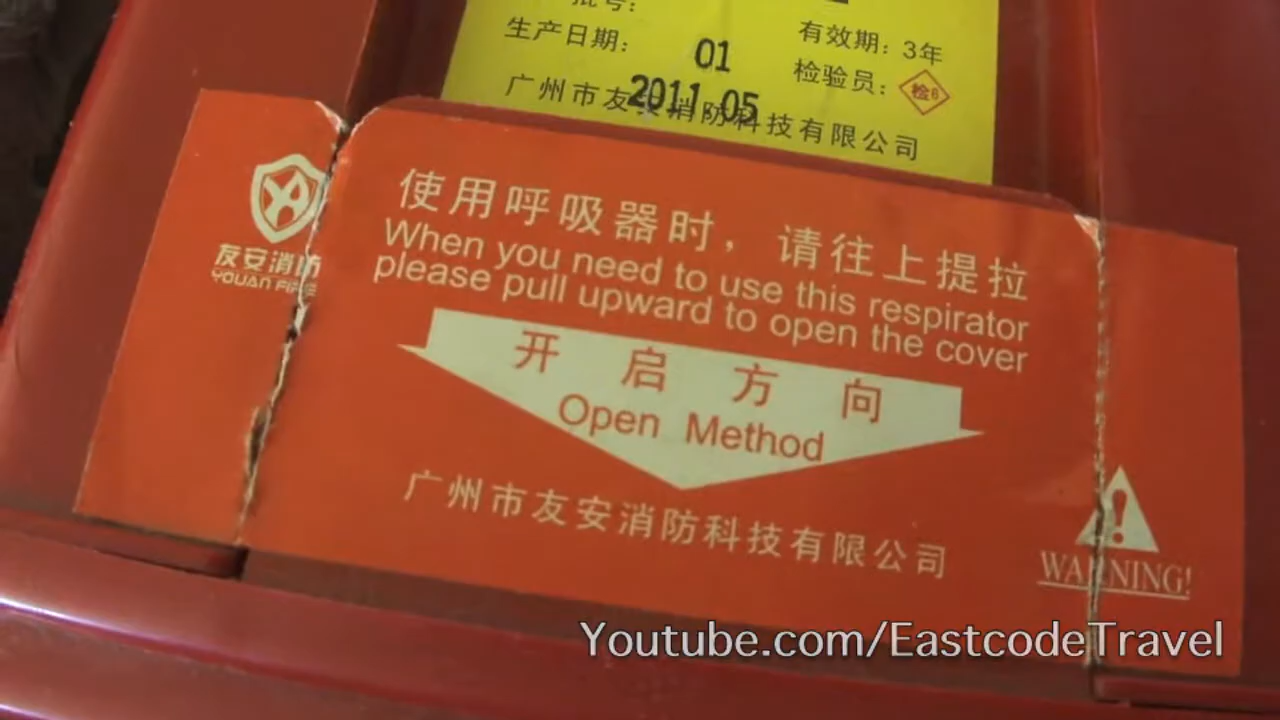 批号:
生产日期:
01
2011.05
有效期: 3年
检验员: 检6
广州市友安消防科技有限公司
友安消防
YOUAN FIRE
使用呼吸器时，请往上提拉
When you need to use this respirator
please pull upward to open the cover
开启方向
Open Method
广州市友安消防科技有限公司
WARNING!
Youtube.com/EastcodeTravel